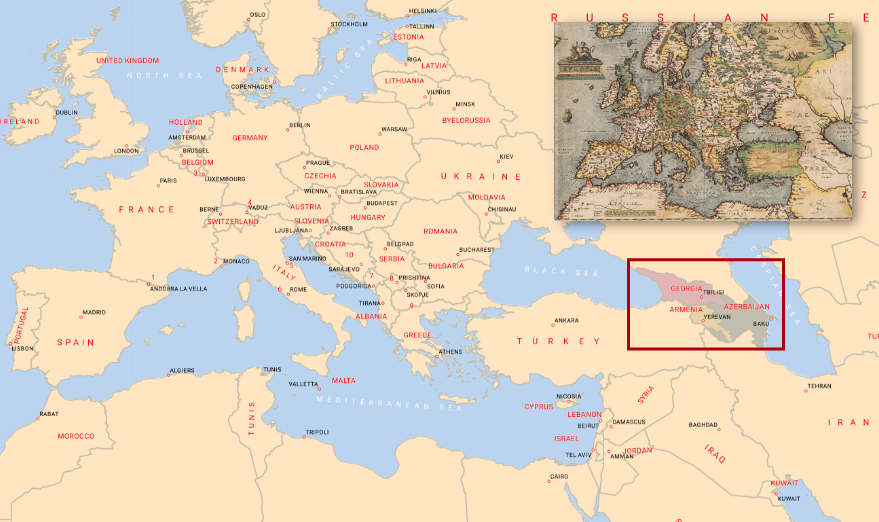 RUSSIAN FE
OSLO
STOCKHOLM
HELSINKI
TALLINN
ESTONIA
UNITED KINGDOM
NORTH SEA
DENMARK
COPENHAGEN
BALTIC SEA
RIGA
LATVIA
LITHUANIA
VILNIUS
MINSK
BYELORUSSIA
IRELAND
DUBLIN
LONDON
HOLLAND
AMSTERDAM
BRUSSEL
BELGIUM
3
LUXEMBOURG
GERMANY
BERLIN
WARSAW
POLAND
PRAGUE
CZECHIA
KIEV
UKRAINE
PARIS
FRANCE
BERNE
4
VADUZ
SWITZERLAND
VIENNA
BRATISLAVA
SLOVAKIA
AUSTRIA
BUDAPEST
HUNGARY
MOLDAVIA
CHISINAU
SLOVENIA
LJUBLJANA
ZAGREB
CROATIA
ROMANIA
BELGRAD
SERBIA
10
SARAJEVO
BUCHAREST
BULGARIA
2
MONACO
SAN MARINO
5
ITALY
6
ROME
1
ANDORRA LA VELLA
PODGORICA
7
8
PRISHTINA
SOFIA
SKOPJE
9
TIRANA
ALBANIA
BLACK SEA
CASPIAN SEA
GEORGIA
TBILISI
AZERBAIJAN
ARMENIA
YEREVAN
BAKU
Z
TU
PORTUGAL
LISBON
MADRID
SPAIN
GREECE
ATHENS
ANKARA
TURKEY
ALGIERS
TUNIS
TUNIS
VALLETTA
MALTA
MEDITERRANEAN SEA
TRIPOLI
RABAT
MOROCCO
NICOSIA
CYPRUS
LEBANON
BEIRUT
DAMASCUS
SYRIA
ISRAEL
TEL AVIV
AMMAN
JORDAN
BAGHDAD
IRAQ
TEHRAN
IRAN
CAIRO
KUWAIT
KUWAIT